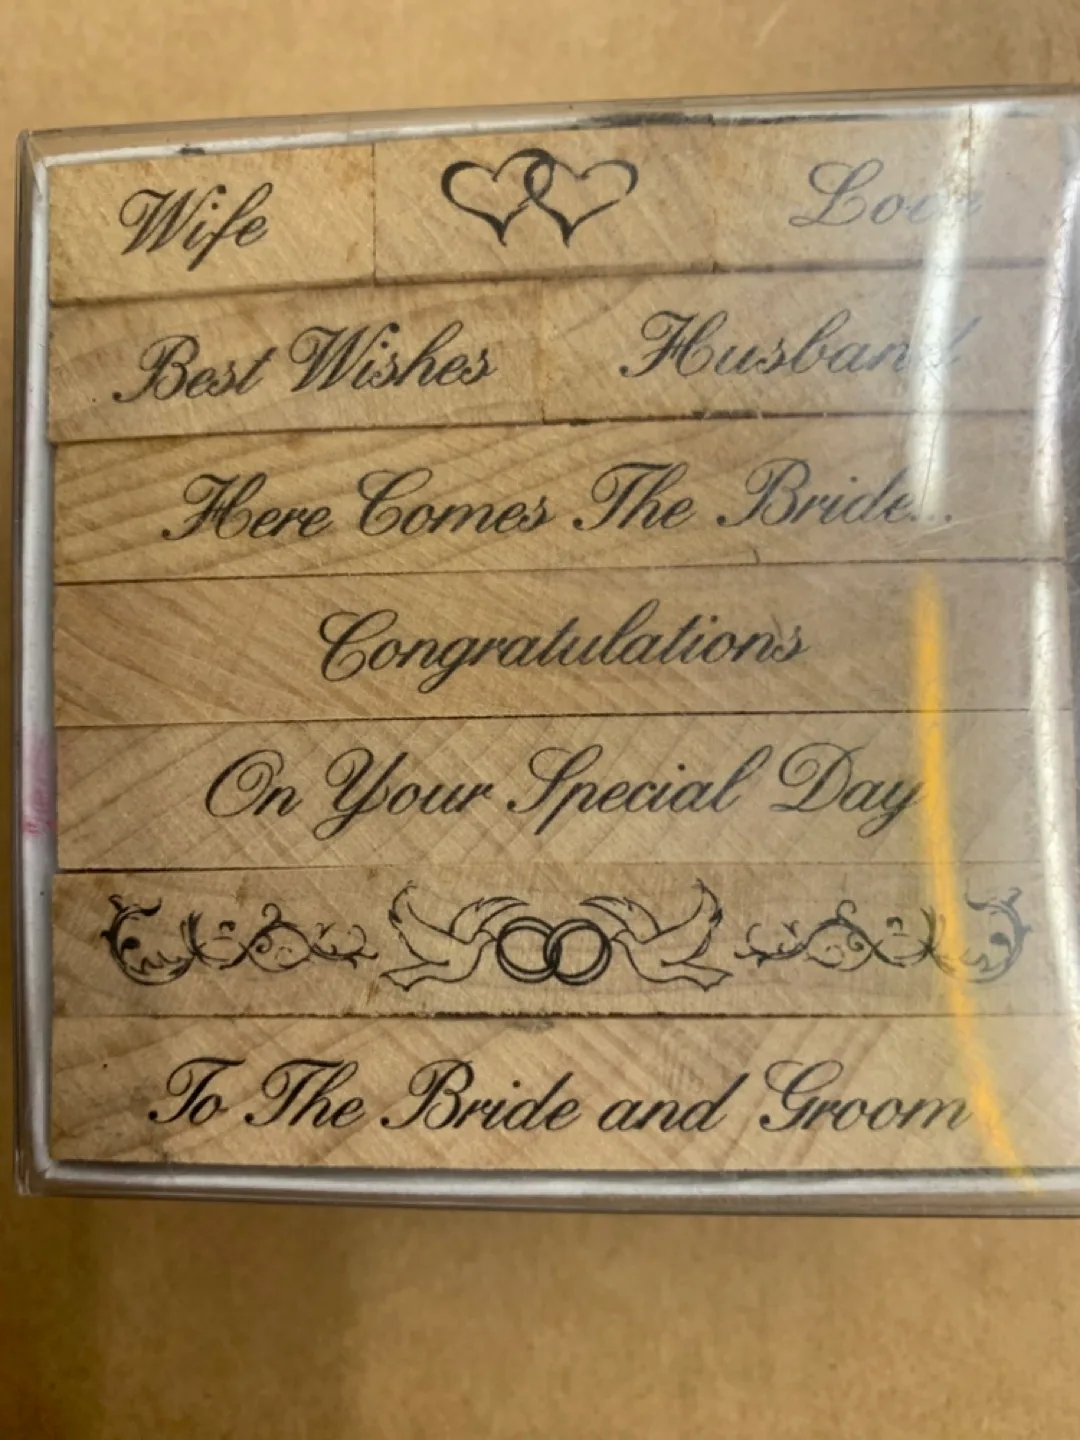 Wife Love
Best Wishes Husband
Here Comes The Bride...
Congratulations
On Your Special Day
To The Bride and Groom